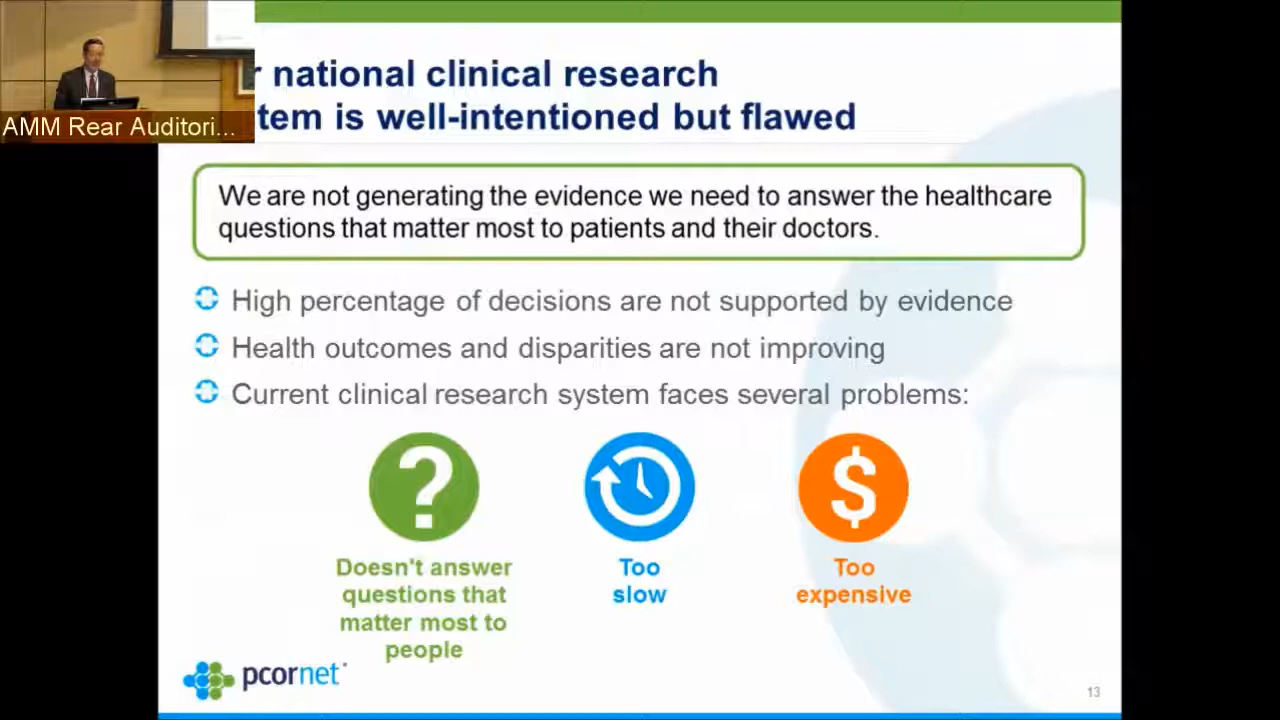 r national clinical research
tem is well-intentioned but flawed
AMM Rear Auditori...
We are not generating the evidence we need to answer the healthcare
questions that matter most to patients and their doctors.
High percentage of decisions are not supported by evidence
Health outcomes and disparities are not improving
Current clinical research system faces several problems:
?
$
Doesn't answer
questions that
matter most to
people
Too
slow
Too
expensive
pcornet
13